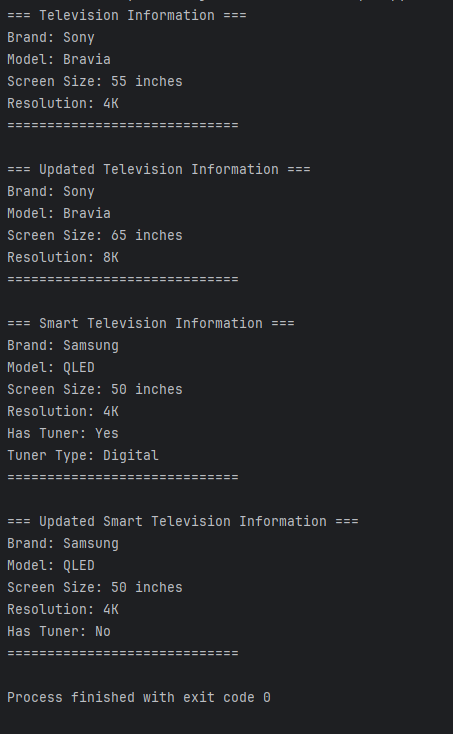 === Television Information ===
Brand: Sony
Model: Bravia
Screen Size: 55 inches
Resolution: 4K
=============================
=== Updated Television Information ===
Brand: Sony
Model: Bravia
Screen Size: 65 inches
Resolution: 8K
=============================
=== Smart Television Information ===
Brand: Samsung
Model: QLED
Screen Size: 50 inches
Resolution: 4K
Has Tuner: Yes
Tuner Type: Digital
=============================
=== Updated Smart Television Information ===
Brand: Samsung
Model: QLED
Screen Size: 50 inches
Resolution: 4K
Has Tuner: No
=============================
Process finished with exit code 0